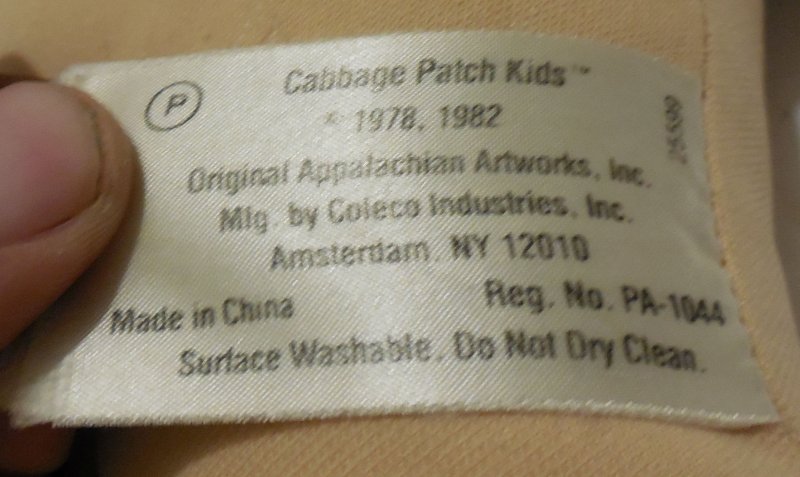 P
Cabbage Patch Kids™
© 1978, 1982
Original Appalachian Artworks, Inc.
Mfg. by Coleco Industries, Inc.
Amsterdam, NY 12010
Made in China
Reg. No. PA-1044
Surface Washable. Do Not Dry Clean.